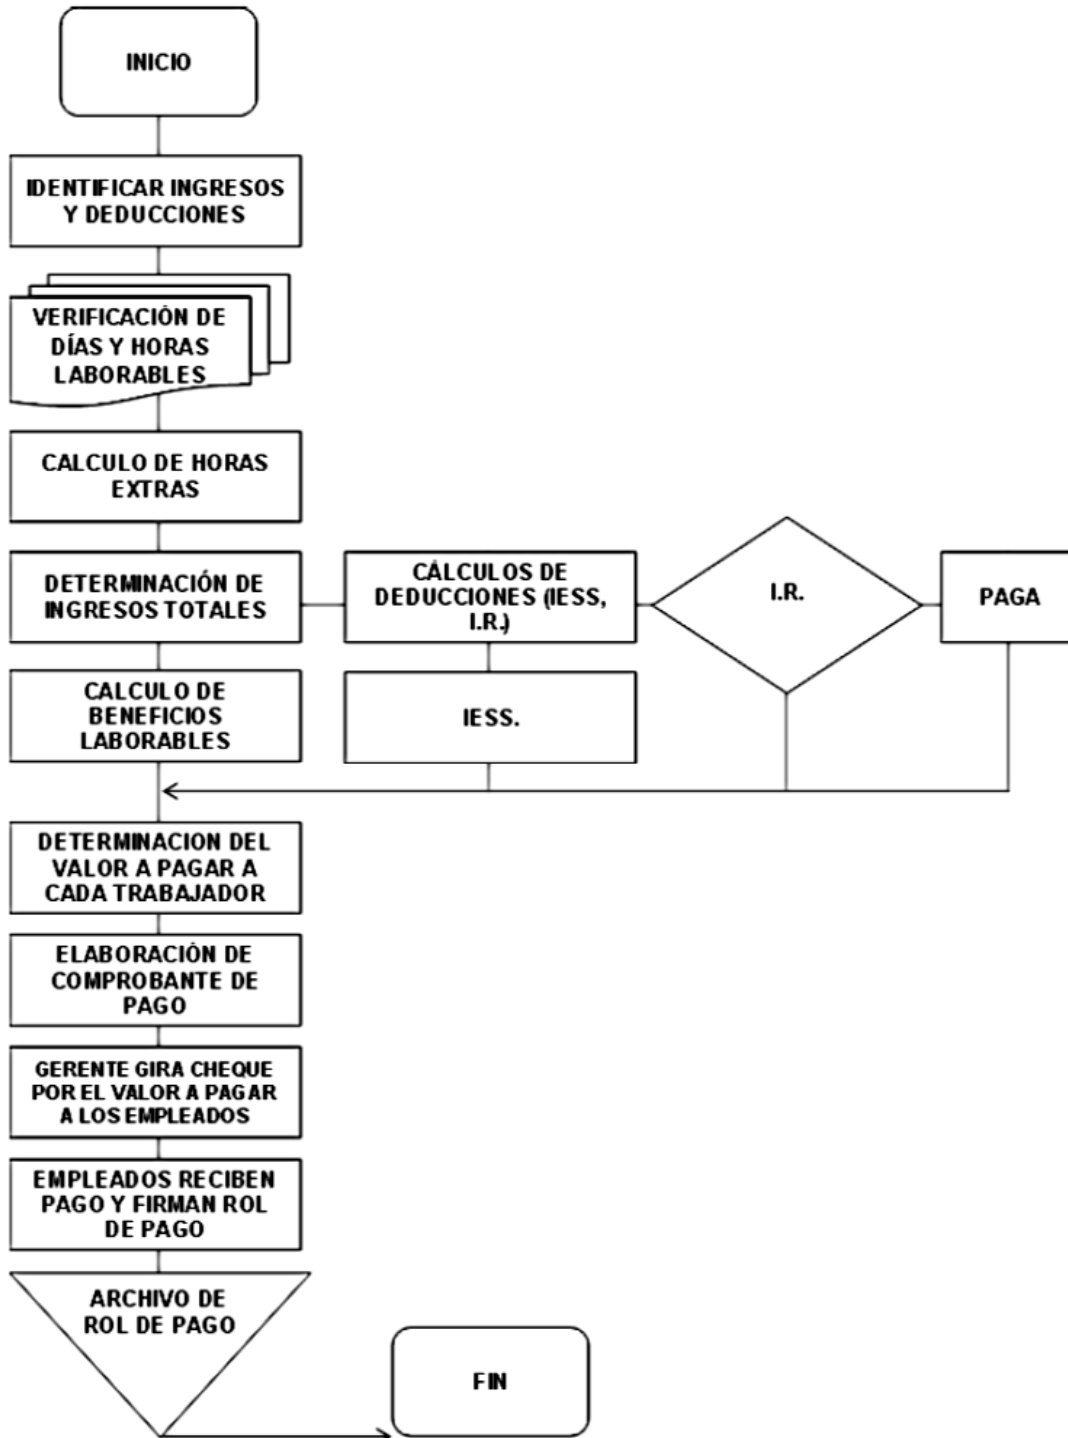 INICIO
IDENTIFICAR INGRESOS
Y DEDUCCIONES
VERIFICACIÓN DE
DÍAS Y HORAS
LABORABLES
CALCULO DE HORAS
EXTRAS
DETERMINACIÓN DE
INGRESOS TOTALES
CÁLCULOS DE
DEDUCCIONES (IESS,
I.R.)
I.R.
PAGA
CALCULO DE
BENEFICIOS
LABORABLES
IESS.
DETERMINACION DEL
VALOR A PAGAR A
CADA TRABAJADOR
ELABORACIÓN DE
COMPROBANTE DE
PAGO
GERENTE GIRA CHEQUE
POR EL VALOR A PAGAR
A LOS EMPLEADOS
EMPLEADOS RECIBEN
PAGO Y FIRMAN ROL
DE PAGO
ARCHIVO DE
ROL DE PAGO
FIN